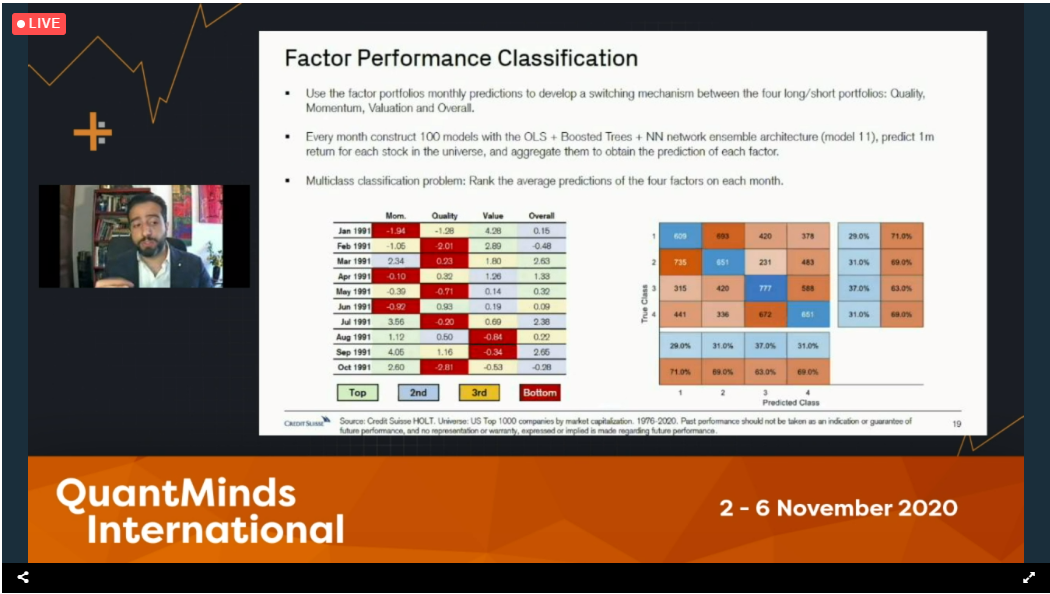 LIVE
Factor Performance Classification
▪ Use the factor portfolios monthly predictions to develop a switching mechanism between the four long/short portfolios: Quality,
Momentum, Valuation and Overall.
▪ Every month construct 100 models with the OLS + Boosted Trees + NN network ensemble architecture (model 11), predict 1m
return for each stock in the universe, and aggregate them to obtain the prediction of each factor.
▪ Multiclass classification problem: Rank the average predictions of the four factors on each month.
Mom. Quality Value Overall
Jan 1991 -1.94 -1.28 4.28 0.15
Feb 1991 -1.05 -2.01 2.89 -0.48
Mar 1991 2.34 0.23 1.80 2.63
Apr 1991 -0.10 0.32 1.26 1.33
May 1991 -0.39 -0.71 0.14 0.32
Jun 1991 -0.92 0.93 0.19 0.09
Jul 1991 3.56 -0.20 0.69 2.38
Aug 1991 1.12 0.50 -0.84 0.22
Sep 1991 4.05 1.16 -0.34 2.65
Oct 1991 2.60 -2.81 -0.53 -0.28
Top 2nd 3rd Bottom
1 609 693 420 378 29.0% 71.0%
2 735 651 231 483 31.0% 69.0%
3 315 420 777 588 37.0% 63.0%
4 441 336 672 651 31.0% 69.0%
True Class
29.0% 31.0% 37.0% 31.0%
71.0% 69.0% 63.0% 69.0%
1 2 3 4
Predicted Class
CREDIT SUISSE
Source: Credit Suisse HOLT. Universe: US Top 1000 companies by market capitalization. 1976-2020. Past performance should not be taken as an indication or guarantee of
future performance, and no representation or warranty, expressed or implied is made regarding future performance.
19
QuantMinds
International
2 - 6 November 2020